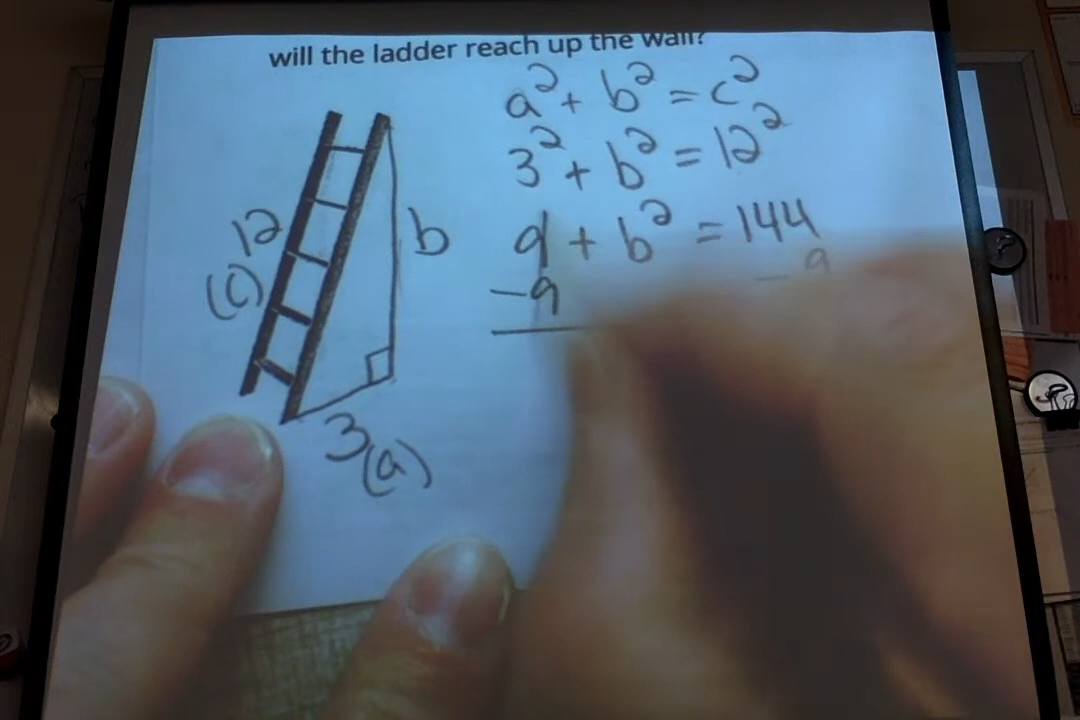 will the ladder reach up the wall?
a² + b² = c²
3² + b² = 12²
9 + b² = 144
-9 -9
12
(c)
b
3
(a)